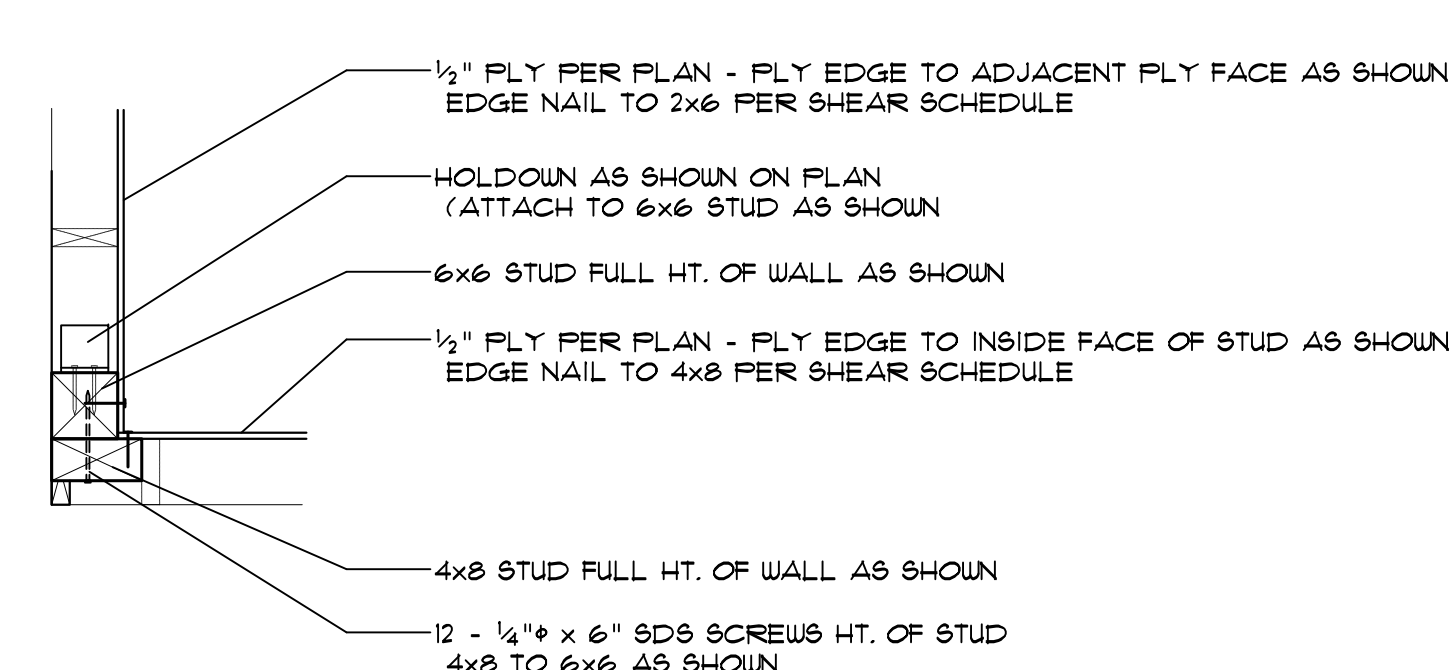 ½" PLY PER PLAN - PLY EDGE TO ADJACENT PLY FACE AS SHOWN
EDGE NAIL TO 2x6 PER SHEAR SCHEDULE
HOLDOWN AS SHOWN ON PLAN
(ATTACH TO 6x6 STUD AS SHOWN
6x6 STUD FULL HT. OF WALL AS SHOWN
½" PLY PER PLAN - PLY EDGE TO INSIDE FACE OF STUD AS SHOWN
EDGE NAIL TO 4x8 PER SHEAR SCHEDULE
4x8 STUD FULL HT. OF WALL AS SHOWN
12 - ¼"ϕ x 6" SDS SCREWS HT. OF STUD
4x8 TO 6x6 AS SHOWN